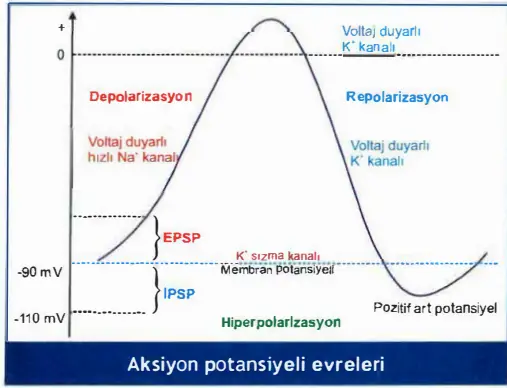 +
Voltaj duyarlı
K⁺ kanalı
0
Depolarizasyon
Repolarizasyon
Voltaj duyarlı
hızlı Na⁺ kanalı
Voltaj duyarlı
K⁺ kanalı
EPSP
K⁺ sızma kanalı
-90 mV
Membran potansiyeli
IPSP
Pozitif art potansiyel
-110 mV
Hiperpolarizasyon
Aksiyon potansiyeli evreleri